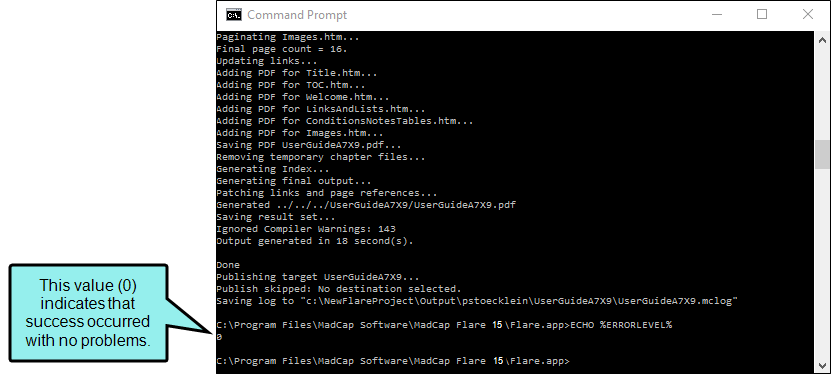 Command Prompt
Paginating Images.htm...
Final page count = 16.
Updating links...
Adding PDF for Title.htm...
Adding PDF for TOC.htm...
Adding PDF for Welcome.htm...
Adding PDF for LinksAndLists.htm...
Adding PDF for ConditionsNotesTables.htm...
Adding PDF for Images.htm...
Saving PDF UserGuideA7X9.pdf...
Removing temporary chapter files...
Generating Index...
Generating final output...
Patching links and page references...
Generated ../../../UserGuideA7X9/UserGuideA7X9.pdf
Saving result set...
Ignored Compiler Warnings: 143
Output generated in 18 second(s).
Done
Publishing target UserGuideA7X9...
Publish skipped: No destination selected.
Saving log to "c:\NewFlareProject\Output\pstoecklein\UserGuideA7X9\UserGuideA7X9.mclog"
C:\Program Files\MadCap Software\MadCap Flare 15\Flare.app>ECHO %ERRORLEVEL%
0
C:\Program Files\MadCap Software\MadCap Flare 15\Flare.app>
This value (0)
indicates that
success occurred
with no problems.